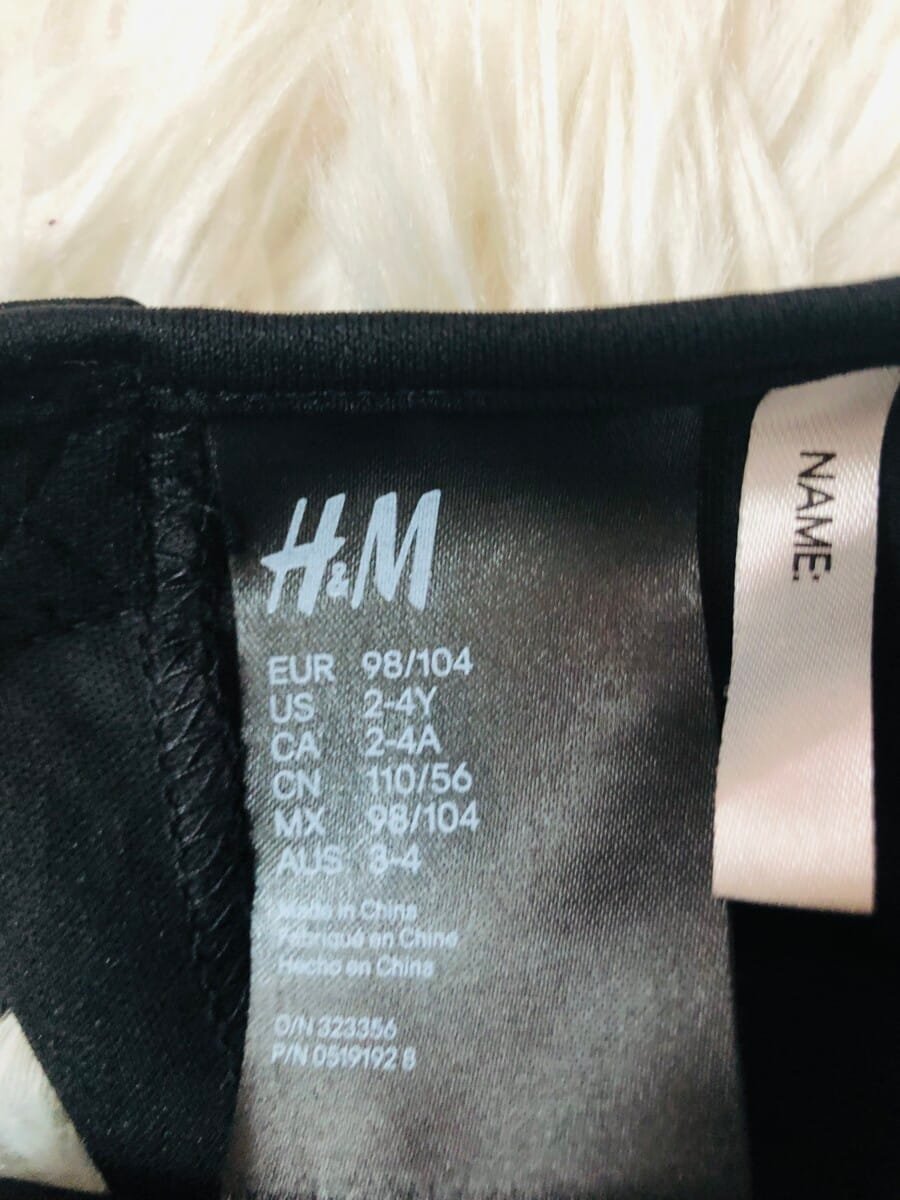 H&M
EUR 98/104
US 2-4Y
CA 2-4A
CN 110/56
MX 98/104
AUS 3-4
Made in China
Fabriqué en Chine
Hecho en China
O/N 323356
P/N 0519192 8
NAME: